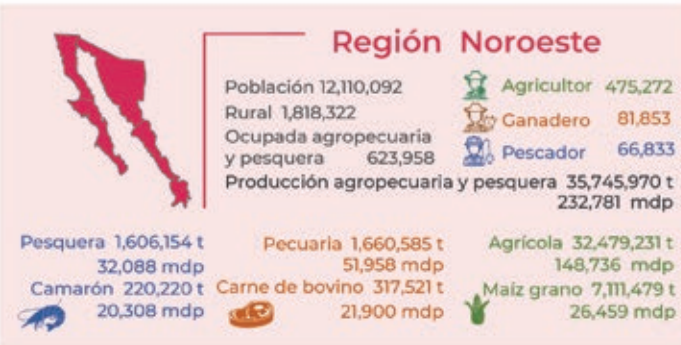 Región Noroeste
Población 12,110,092
Rural 1,818,322
Ocupada agropecuaria
y pesquera 623,958
Agricultor 475,272
Ganadero 81,853
Pescador 66,833
Producción agropecuaria y pesquera 35,745,970 t
232,781 mdp
Pesquera 1,606,154 t
32,088 mdp
Camarón 220,220 t
20,308 mdp
Pecuaria 1,660,585 t
51,958 mdp
Carne de bovino 317,521 t
21,900 mdp
Agrícola 32,479,231 t
148,736 mdp
Maíz grano 7,111,479 t
26,459 mdp